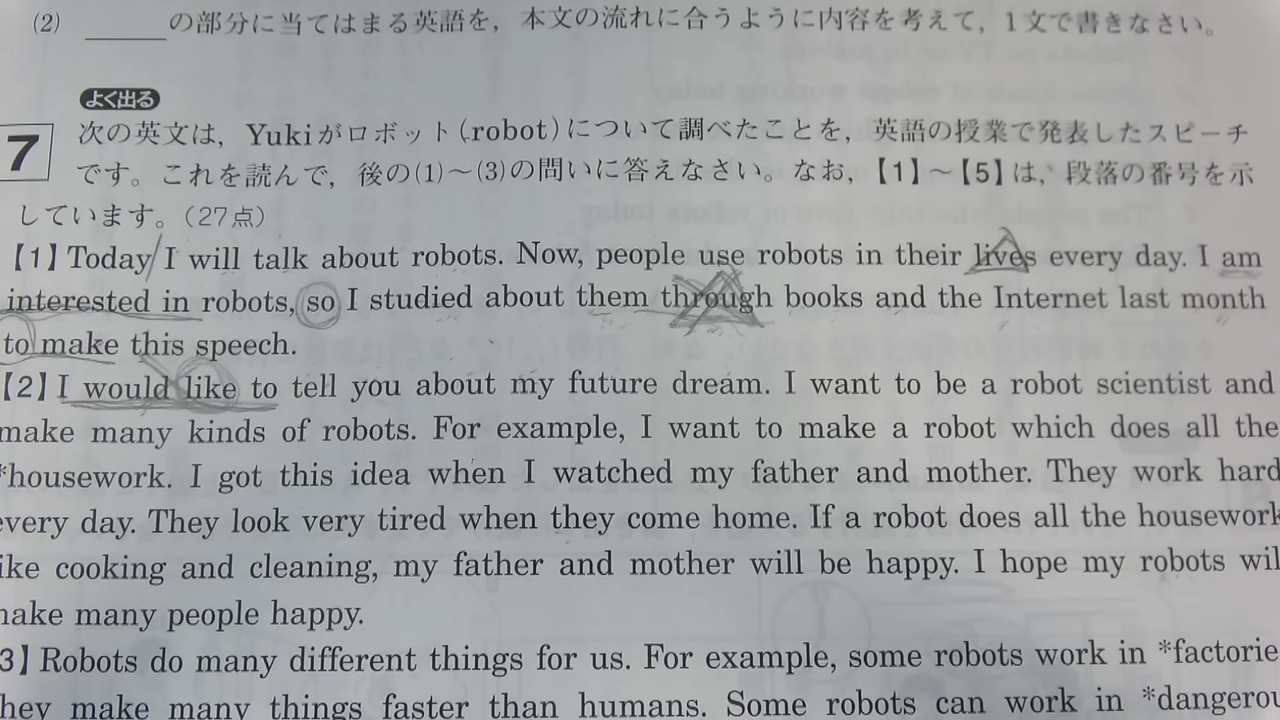 (2) ______の部分に当てはまる英語を，本文の流れに合うように内容を考えて，1文で書きなさい。
よく出る
7 次の英文は，Yukiがロボット(robot)について調べたことを，英語の授業で発表したスピーチ
です。これを読んで，後の(1)～(3)の問いに答えなさい。なお，【1】～【5】は，段落の番号を示
しています。(27点)
【1】Today I will talk about robots. Now, people use robots in their lives every day. I am
interested in robots, so I studied about them through books and the Internet last month
to make this speech.
【2】I would like to tell you about my future dream. I want to be a robot scientist and
make many kinds of robots. For example, I want to make a robot which does all the
*housework. I got this idea when I watched my father and mother. They work hard
every day. They look very tired when they come home. If a robot does all the housework
like cooking and cleaning, my father and mother will be happy. I hope my robots wil
make many people happy.
3】Robots do many different things for us. For example, some robots work in *factorie
hey make many things faster than humans. Some robots can work in *dangerou